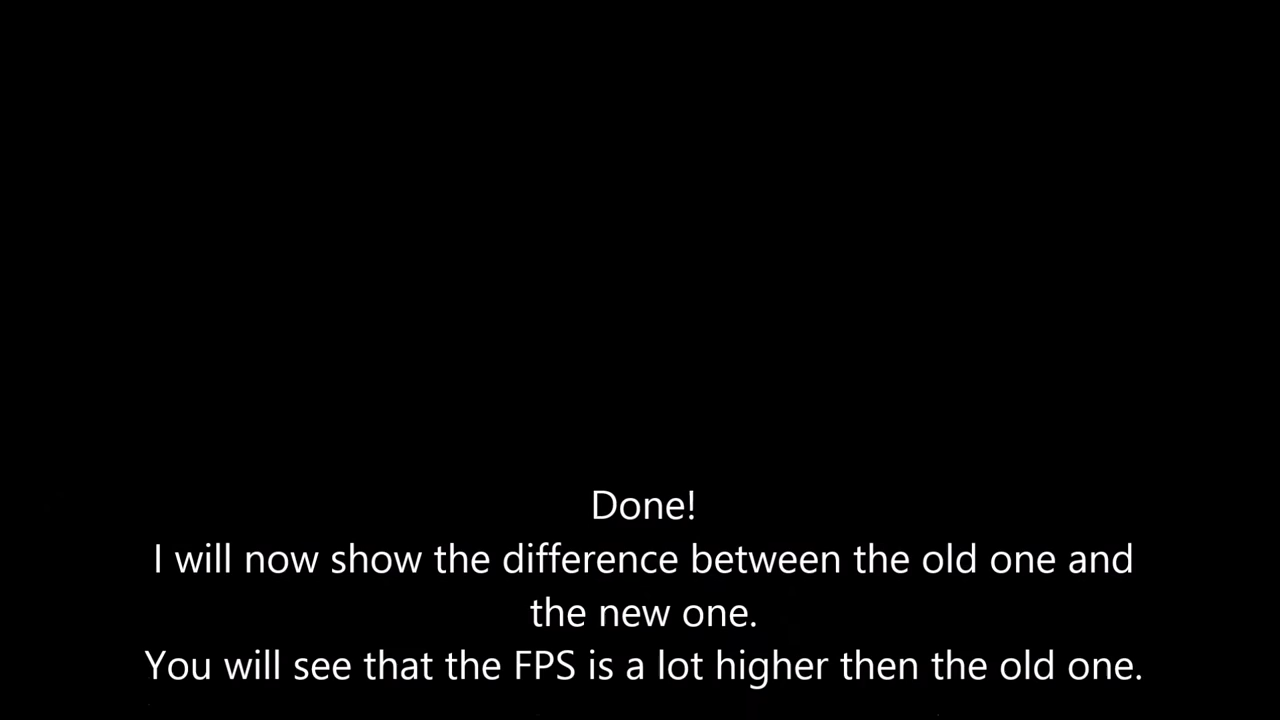 Done!
I will now show the difference between the old one and
the new one.
You will see that the FPS is a lot higher then the old one.